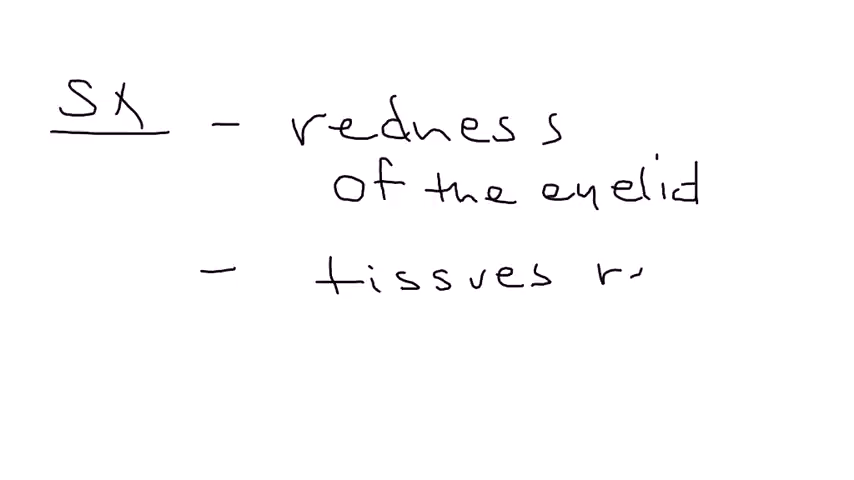 Sx - redness
of the eyelid
- tissues